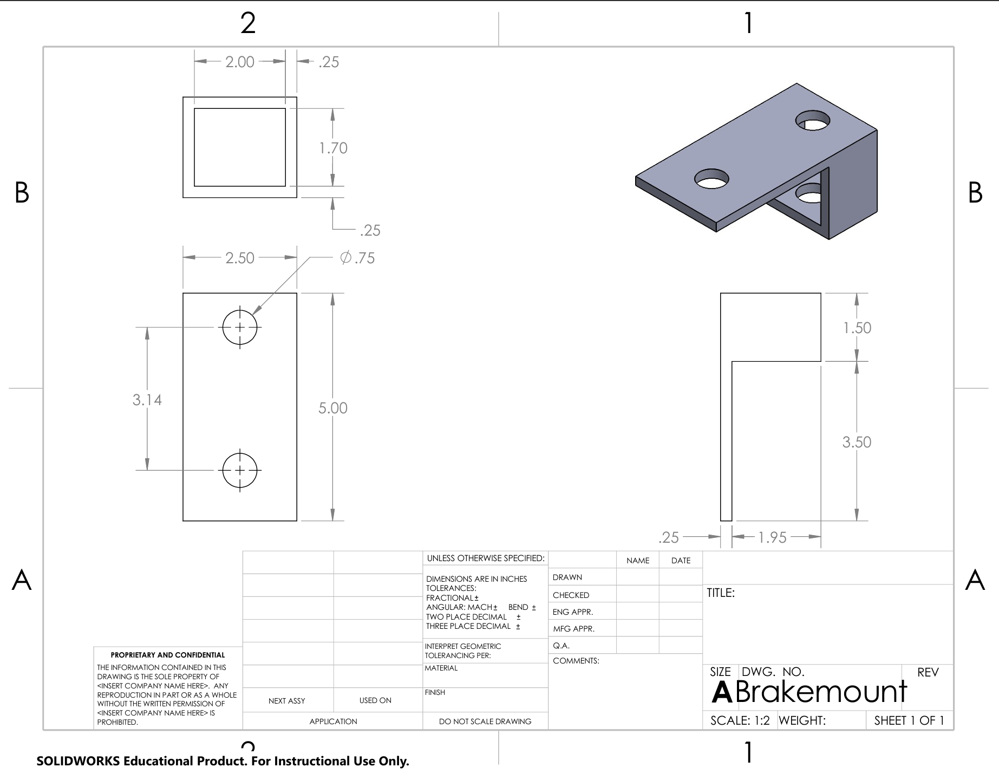 2 1
2.00 .25
1.70
B B
.25
2.50 ∅.75
1.50
3.14 5.00
3.50
.25 1.95
A A
UNLESS OTHERWISE SPECIFIED:
DIMENSIONS ARE IN INCHES
TOLERANCES:
FRACTIONAL±
ANGULAR: MACH± BEND ±
TWO PLACE DECIMAL ±
THREE PLACE DECIMAL ±
INTERPRET GEOMETRIC
TOLERANCING PER:
MATERIAL
FINISH
DO NOT SCALE DRAWING
NAME DATE
DRAWN
CHECKED
ENG APPR.
MFG APPR.
Q.A.
COMMENTS:
TITLE:
SIZE DWG. NO. REV
A Brakemount
SCALE: 1:2 WEIGHT: SHEET 1 OF 1
PROPRIETARY AND CONFIDENTIAL
THE INFORMATION CONTAINED IN THIS
DRAWING IS THE SOLE PROPERTY OF
<INSERT COMPANY NAME HERE>. ANY
REPRODUCTION IN PART OR AS A WHOLE
WITHOUT THE WRITTEN PERMISSION OF
<INSERT COMPANY NAME HERE> IS
PROHIBITED.
NEXT ASSY USED ON
APPLICATION
2 1
SOLIDWORKS Educational Product. For Instructional Use Only.